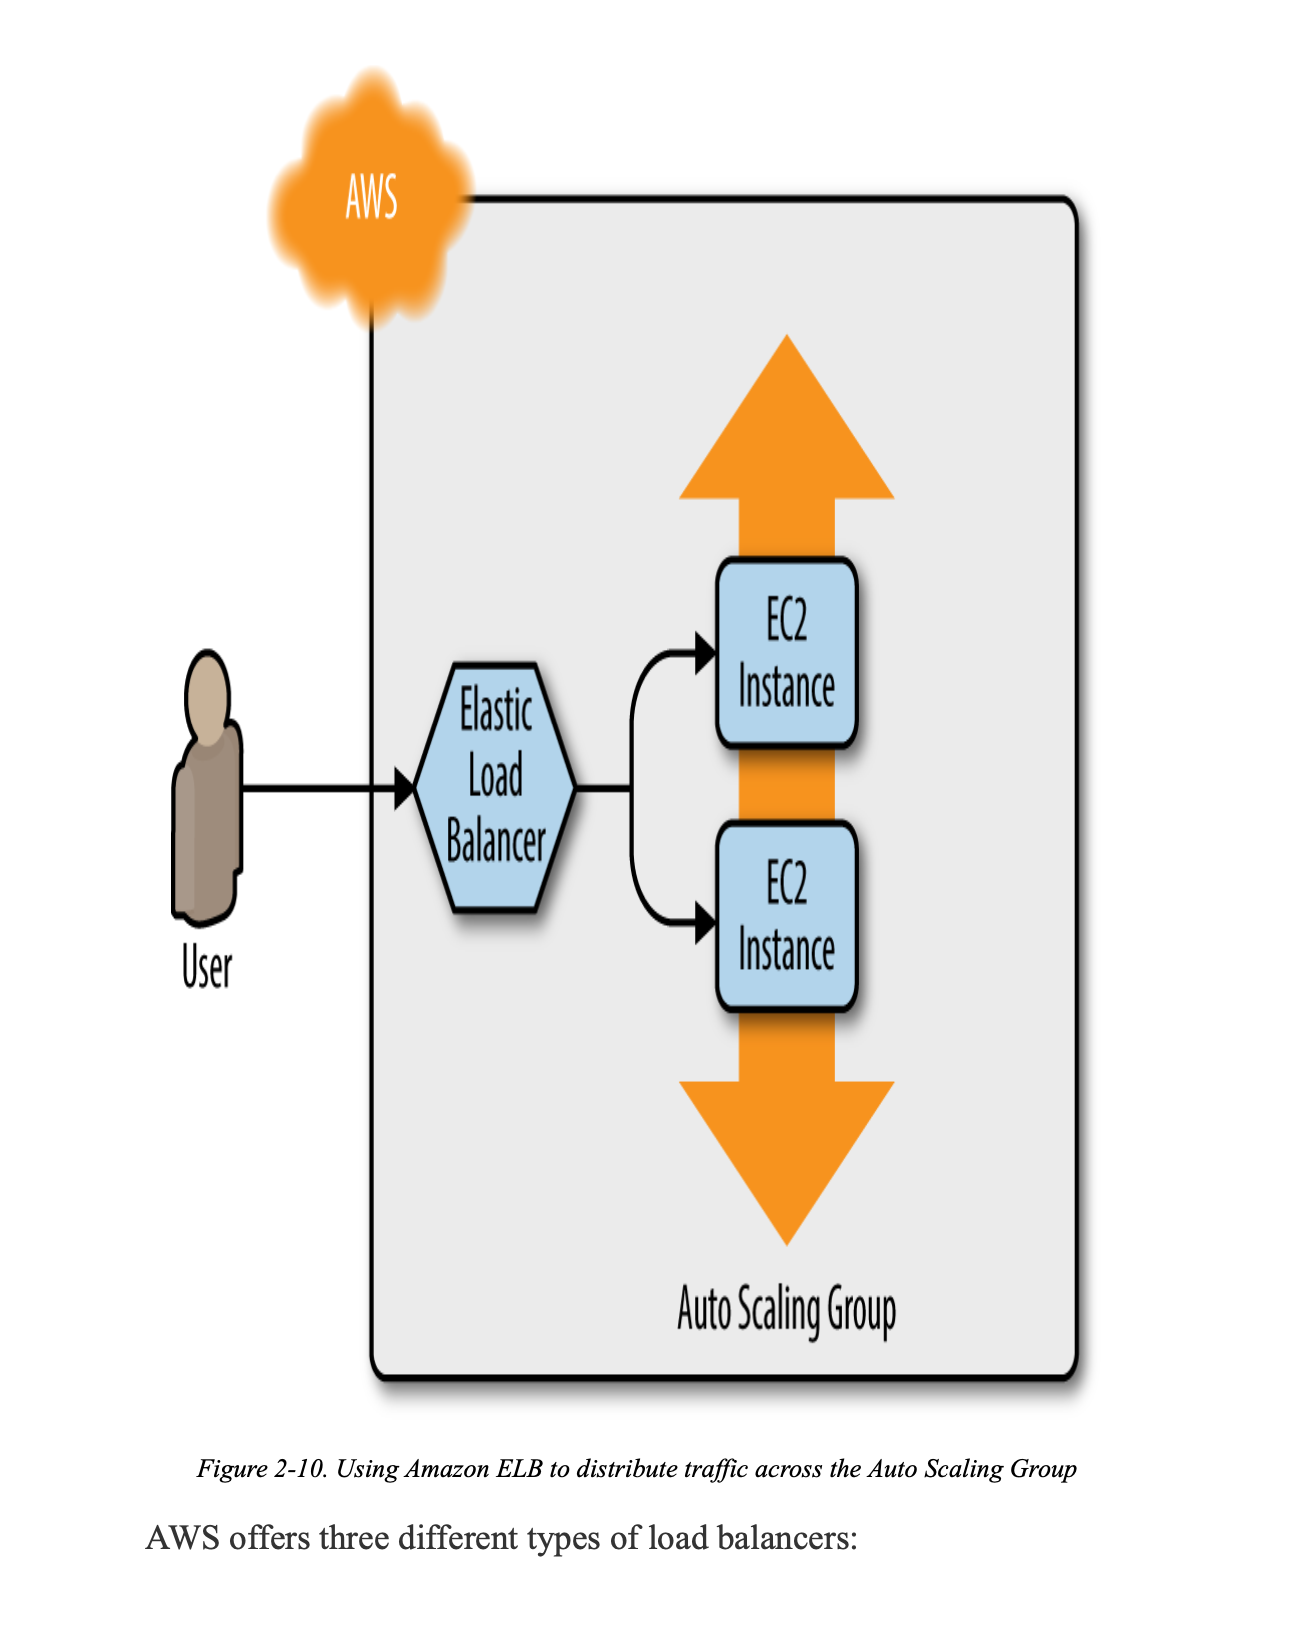 AWS
EC2
Instance
Elastic
Load
Balancer
EC2
Instance
User
Auto Scaling Group
Figure 2-10. Using Amazon ELB to distribute traffic across the Auto Scaling Group
AWS offers three different types of load balancers: